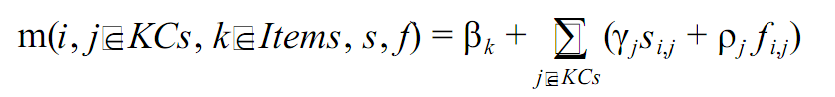 m(i, j∈KCs, k∈Items, s, f) = β_k + ∑_{j∈KCs} (γ_j s_{i,j} + ρ_j f_{i,j})